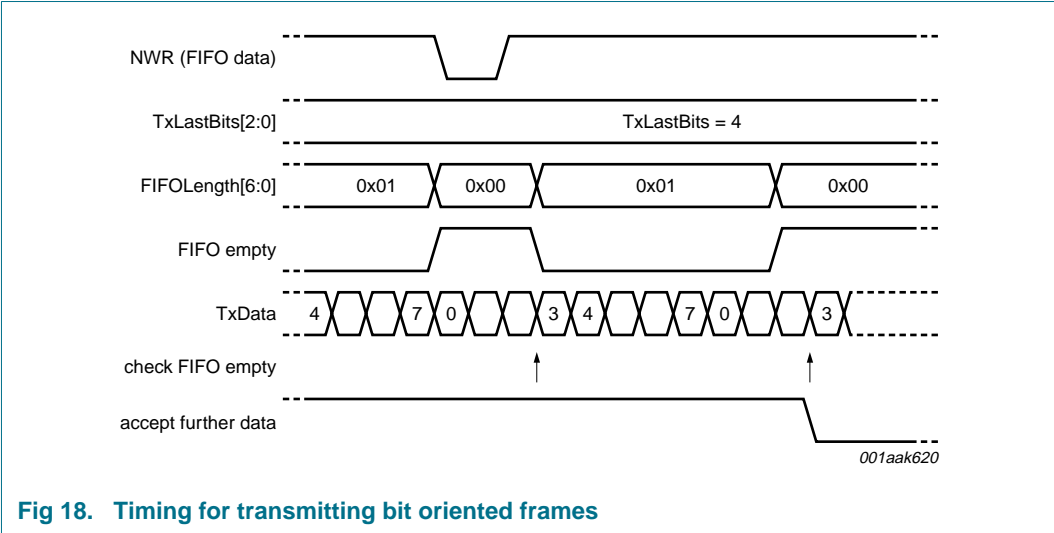 NWR (FIFO data)
TxLastBits[2:0]
TxLastBits = 4
FIFOLength[6:0]
0x01
0x00
0x01
0x00
FIFO empty
TxData
4 7 0 3 4 7 0 3
check FIFO empty
accept further data
001aak620
Fig 18. Timing for transmitting bit oriented frames